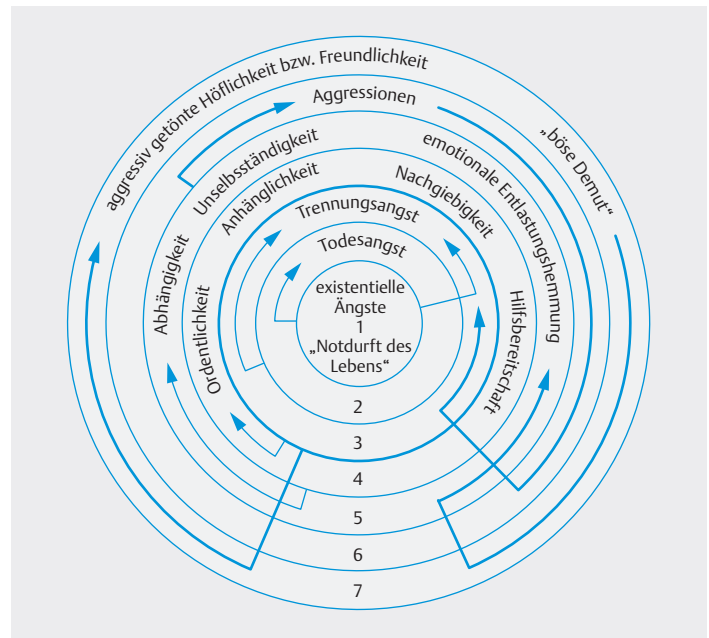 aggressiv getönte Höflichkeit bzw. Freundlichkeit
„böse Demut“
Aggressionen
Unselbsständigkeit
emotionale Entlastungshemmung
Abhängigkeit
Anhänglichkeit
Nachgiebigkeit
Ordentlichkeit
Hilfsbereitschaft
Trennungsangst
Todesangst
existentielle
Ängste
1
„Notdurft des
Lebens“
2
3
4
5
6
7